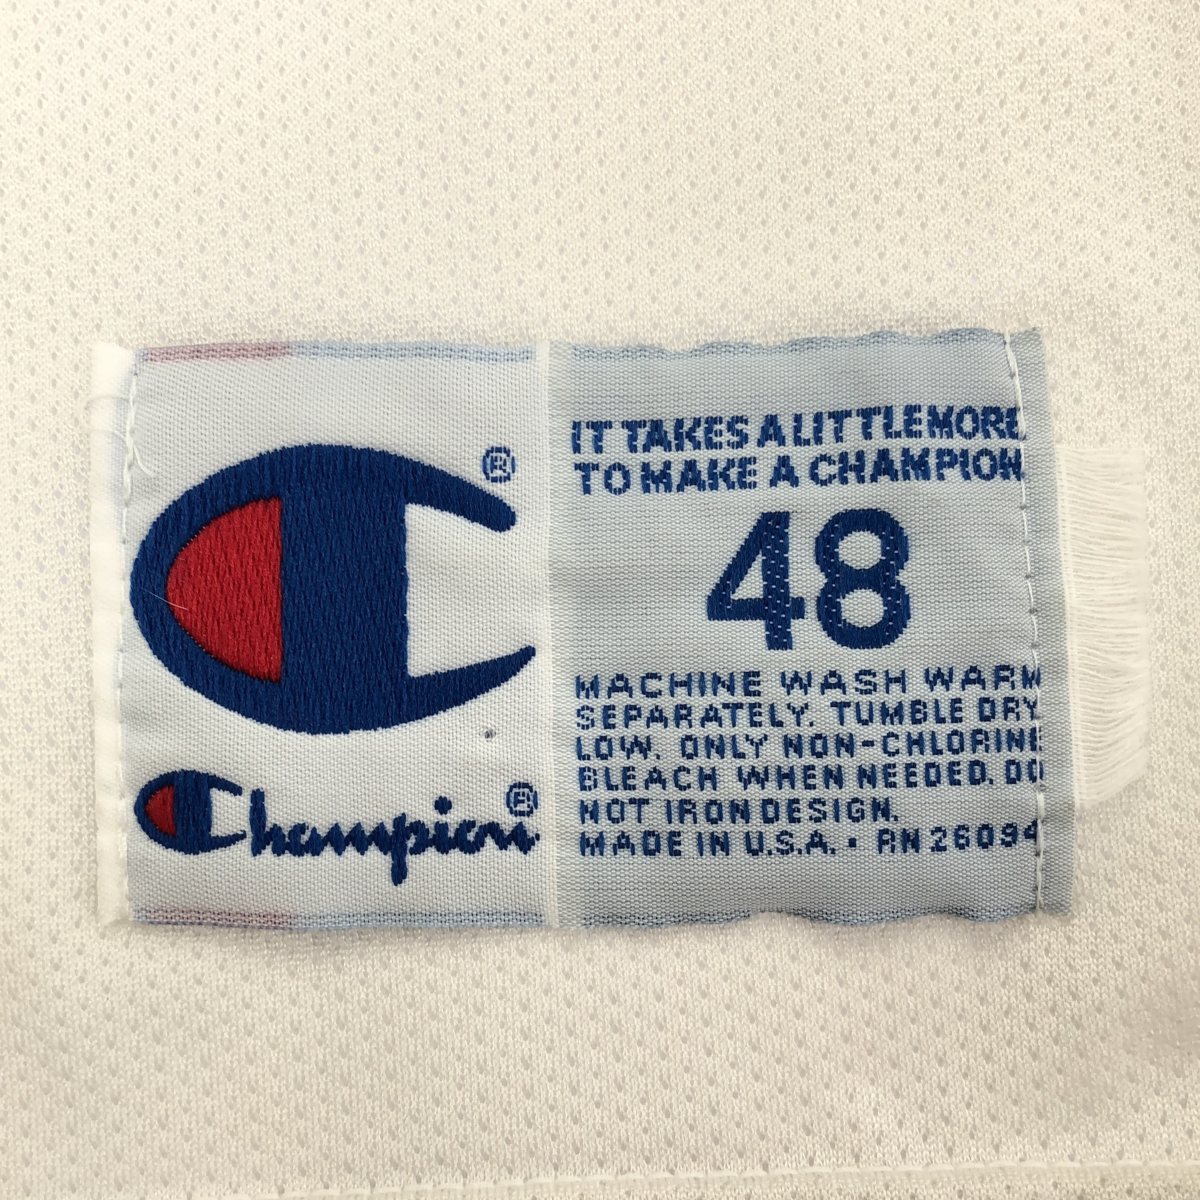 ®
Champion®
IT TAKES A LITTLE MORE
TO MAKE A CHAMPION
48
MACHINE WASH WARM
SEPARATELY. TUMBLE DRY
LOW. ONLY NON-CHLORINE
BLEACH WHEN NEEDED. DO
NOT IRON DESIGN.
MADE IN U.S.A. • RN 26094